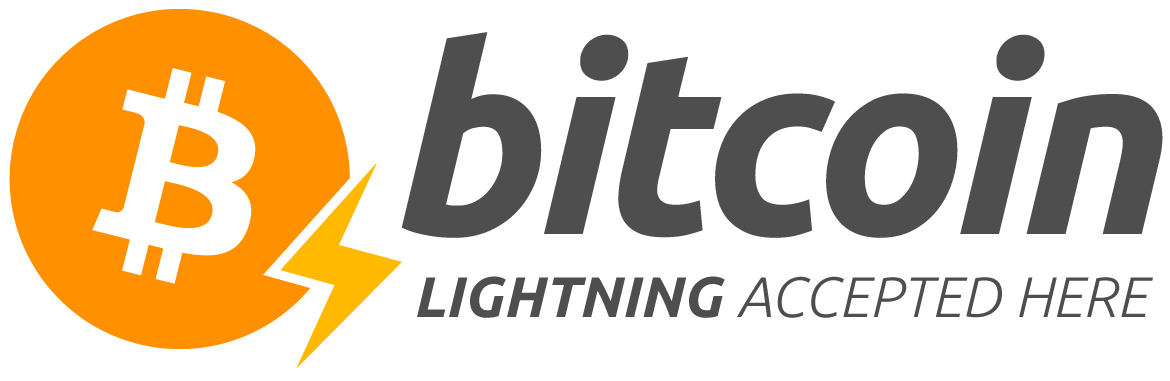 bitcoin
LIGHTNING ACCEPTED HERE